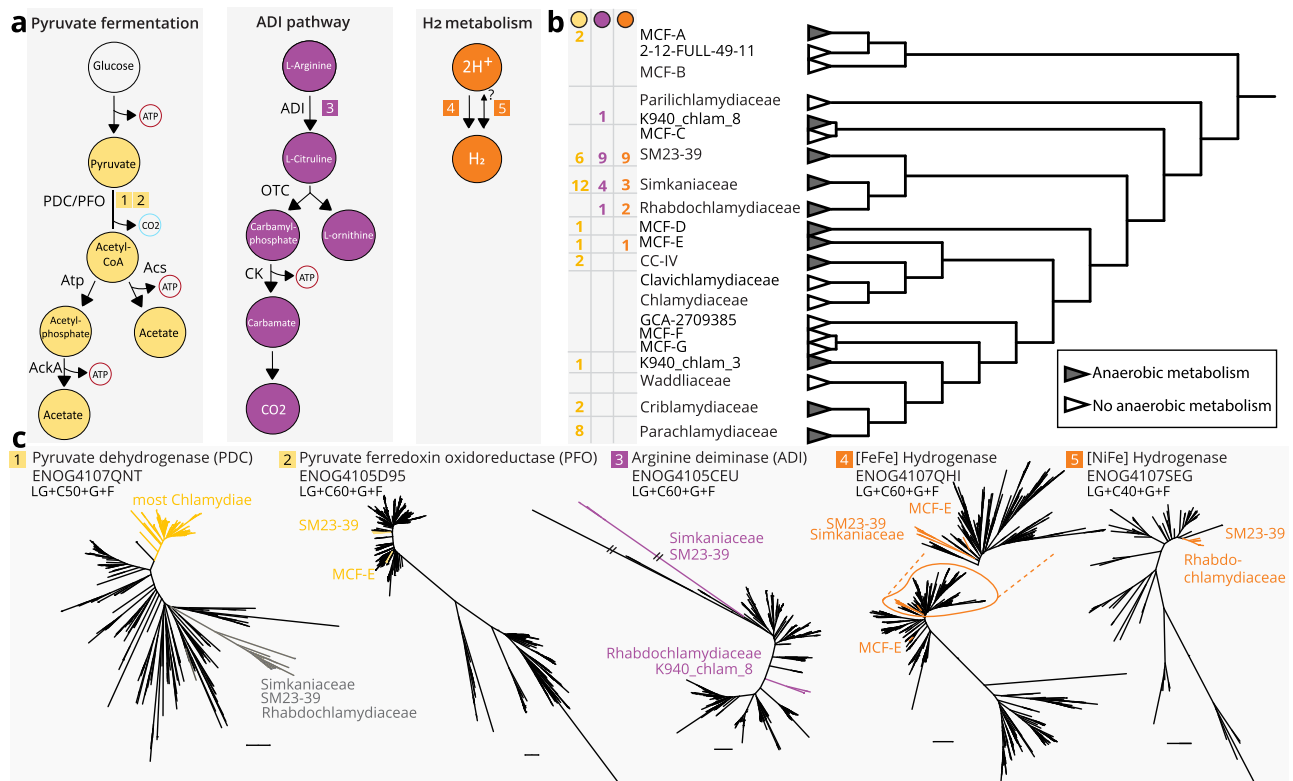 a
Pyruvate fermentation
Glucose
ATP
Pyruvate
PDC/PFO
1 2
CO2
Acetyl-
CoA
Atp
Acs
ATP
Acetyl-
phosphate
Acetate
AckA
ATP
Acetate
ADI pathway
L-Arginine
ADI
3
L-Citruline
OTC
Carbamyl-
phosphate
L-ornithine
CK
ATP
Carbamate
CO2
H2 metabolism
2H+
4
?
5
H₂
b
2 MCF-A
2-12-FULL-49-11
MCF-B
Parilichlamydiaceae
1 K940_chlam_8
MCF-C
6 9 9 SM23-39
12 4 3 Simkaniaceae
1 2 Rhabdochlamydiaceae
1 MCF-D
1 1 MCF-E
2 CC-IV
Clavichlamydiaceae
Chlamydiaceae
GCA-2709385
MCF-F
MCF-G
1 K940_chlam_3
Waddliaceae
2 Criblamydiaceae
8 Parachlamydiaceae
Anaerobic metabolism
No anaerobic metabolism
c
1 Pyruvate dehydrogenase (PDC)
ENOG4107QNT
LG+C50+G+F
most Chlamydiae
Simkaniaceae
SM23-39
Rhabdochlamydiaceae
2 Pyruvate ferredoxin oxidoreductase (PFO)
ENOG4105D95
LG+C60+G+F
SM23-39
MCF-E
3 Arginine deiminase (ADI)
ENOG4105CEU
LG+C60+G+F
Simkaniaceae
SM23-39
Rhabdochlamydiaceae
K940_chlam_8
4 [FeFe] Hydrogenase
ENOG4107QHI
LG+C60+G+F
MCF-E
SM23-39
Simkaniaceae
MCF-E
5 [NiFe] Hydrogenase
ENOG4107SEG
LG+C40+G+F
SM23-39
Rhabdo-
chlamydiaceae